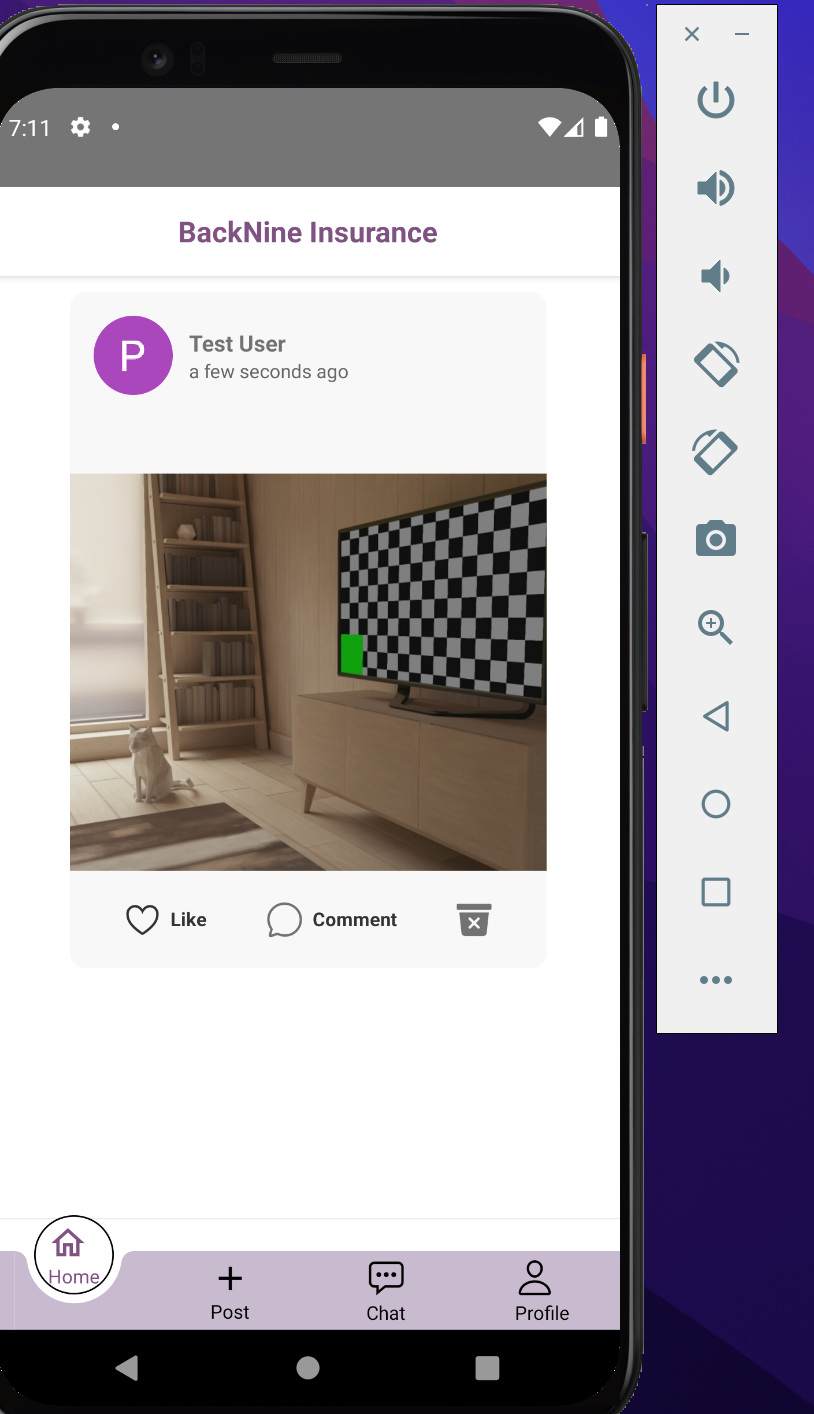 7:11
BackNine Insurance
P
Test User
a few seconds ago
Like
Comment
Home
Post
Chat
Profile